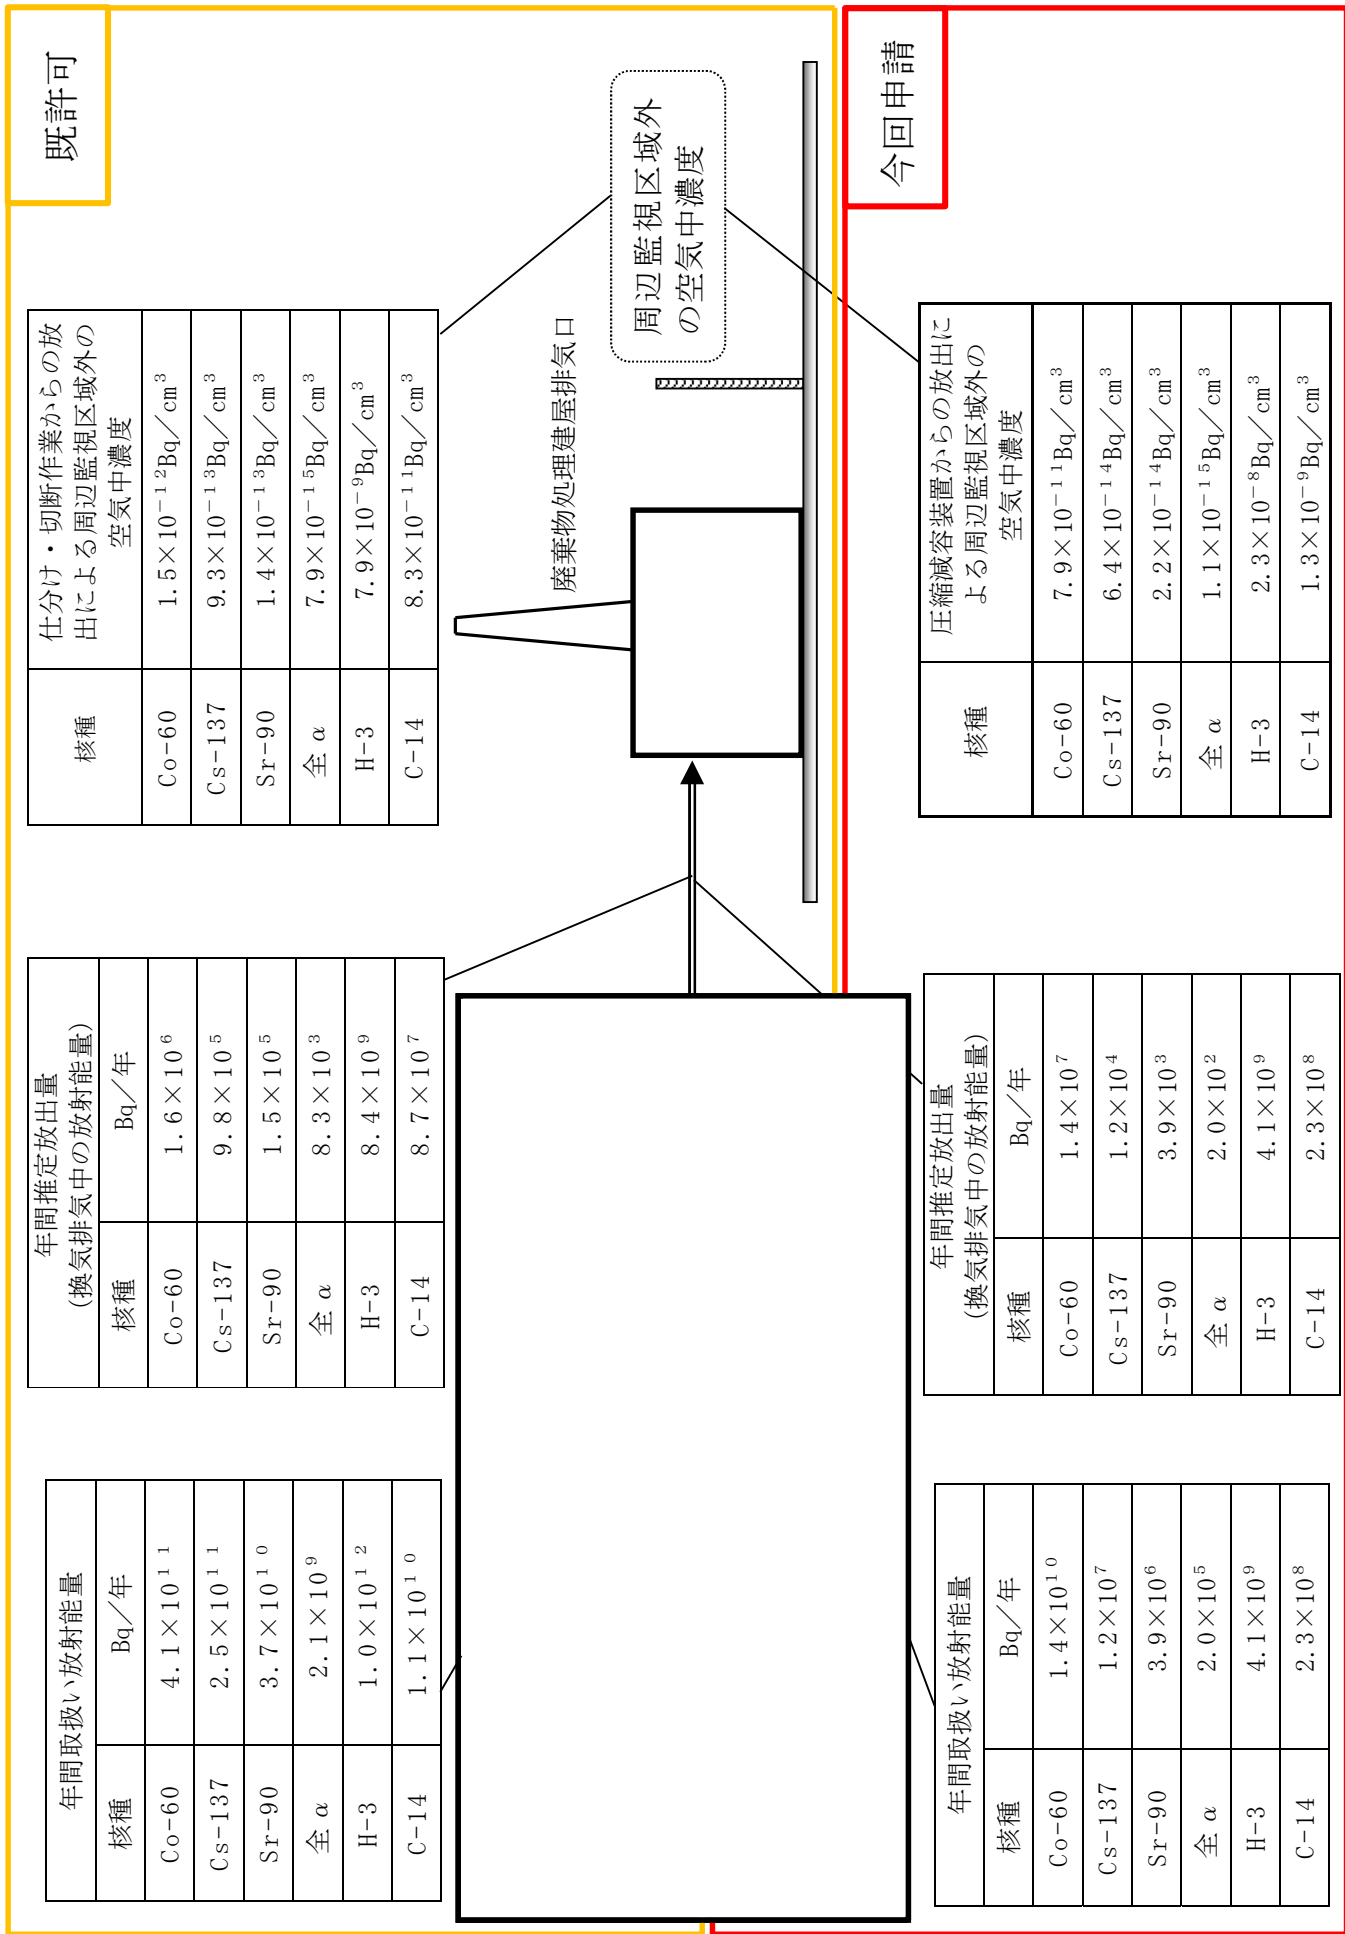 既許可
年間取扱い放射能量
核種 Bq／年
Co-60 4.1×10¹¹
Cs-137 2.5×10¹¹
Sr-90 3.7×10¹⁰
全α 2.1×10⁹
H-3 1.0×10¹²
C-14 1.1×10¹⁰
年間推定放出量
(換気排気中の放射能量)
核種 Bq／年
Co-60 1.6×10⁶
Cs-137 9.8×10⁵
Sr-90 1.5×10⁵
全α 8.3×10³
H-3 8.4×10⁹
C-14 8.7×10⁷
核種
仕分け・切断作業からの放
出による周辺監視区域外の
空気中濃度
Co-60 1.5×10⁻¹²Bq／cm³
Cs-137 9.3×10⁻¹³Bq／cm³
Sr-90 1.4×10⁻¹³Bq／cm³
全α 7.9×10⁻¹⁵Bq／cm³
H-3 7.9×10⁻⁹Bq／cm³
C-14 8.3×10⁻¹¹Bq／cm³
廃棄物処理建屋排気口
周辺監視区域外
の空気中濃度
今回申請
年間取扱い放射能量
核種 Bq／年
Co-60 1.4×10¹⁰
Cs-137 1.2×10⁷
Sr-90 3.9×10⁶
全α 2.0×10⁵
H-3 4.1×10⁹
C-14 2.3×10⁸
年間推定放出量
(換気排気中の放射能量)
核種 Bq／年
Co-60 1.4×10⁷
Cs-137 1.2×10⁴
Sr-90 3.9×10³
全α 2.0×10²
H-3 4.1×10⁹
C-14 2.3×10⁸
核種
圧縮減容装置からの放出に
よる周辺監視区域外の
空気中濃度
Co-60 7.9×10⁻¹¹Bq／cm³
Cs-137 6.4×10⁻¹⁴Bq／cm³
Sr-90 2.2×10⁻¹⁴Bq／cm³
全α 1.1×10⁻¹⁵Bq／cm³
H-3 2.3×10⁻⁸Bq／cm³
C-14 1.3×10⁻⁹Bq／cm³